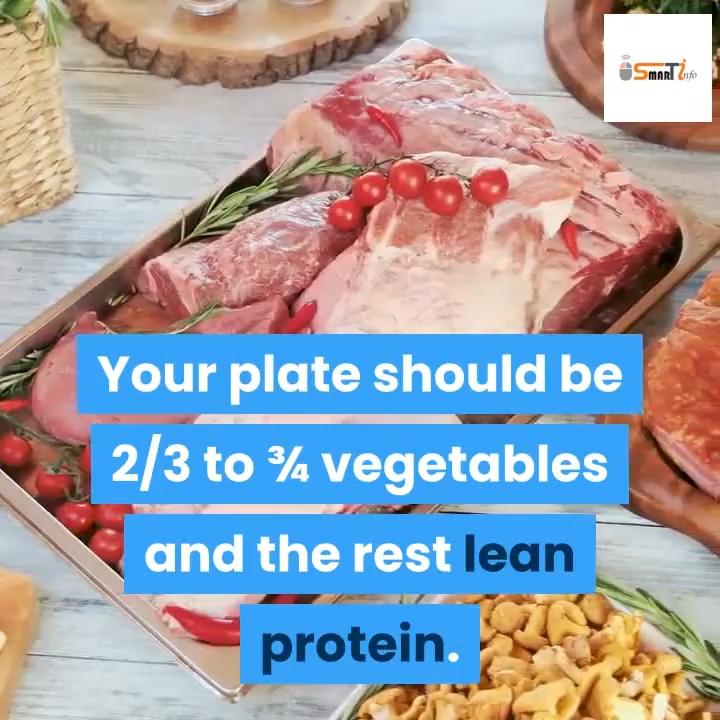 SmarTinfo
Your plate should be
2/3 to ¾ vegetables
and the rest lean
protein.